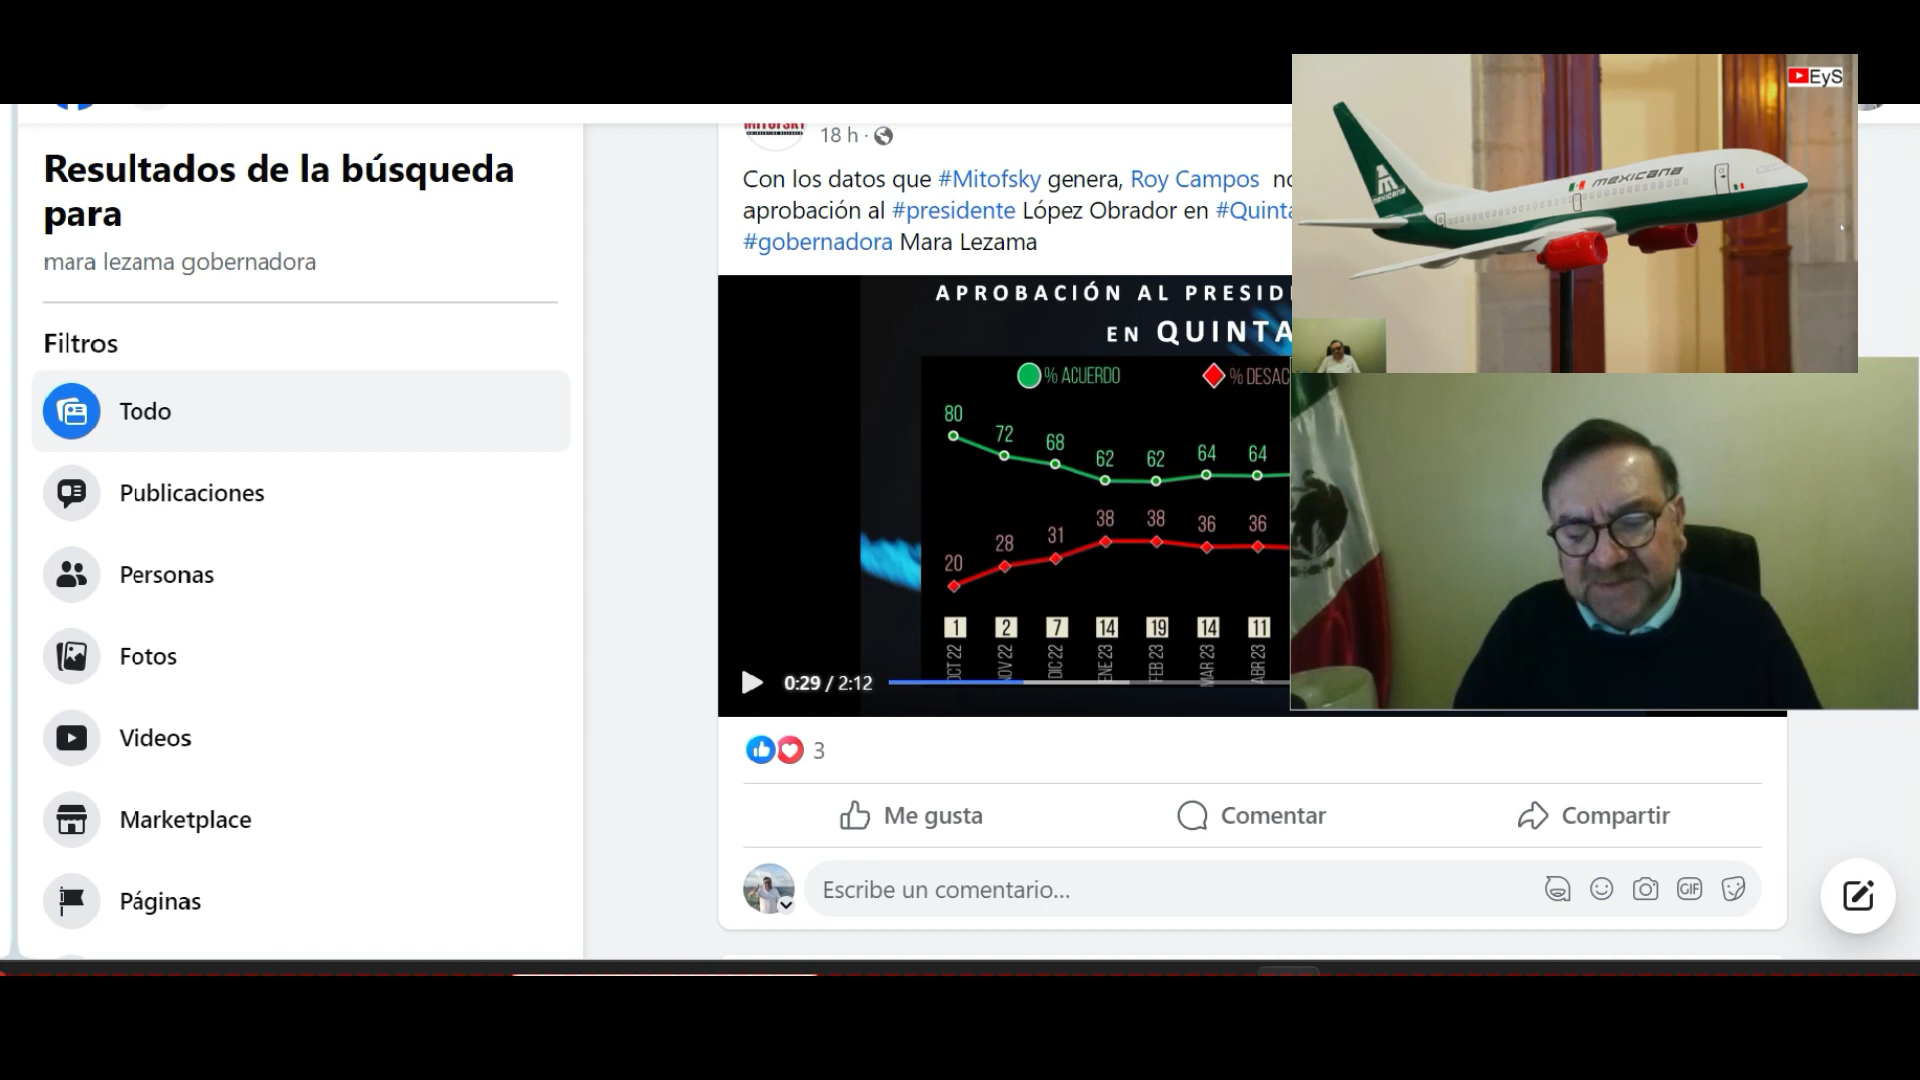 Resultados de la búsqueda
para
mara lezama gobernadora
Filtros
Todo
Publicaciones
Personas
Fotos
Videos
Marketplace
Páginas
MITOFSKY
18 h ·
Con los datos que #Mitofsky genera, Roy Campos
aprobación al #presidente López Obrador en #Quinta
#gobernadora Mara Lezama
APROBACIÓN AL PRESID
EN QUINTA
% ACUERDO
% DESAC
80 72 68 62 62 64 64
20 28 31 38 38 36 36
1 2 7 14 19 14 11
OCT 22 NOV 22 DIC 22 ENE 23 FEB 23 MAR 23 ABR 23
0:29 / 2:12
3
Me gusta
Comentar
Compartir
Escribe un comentario...
GIF
EyS
mexicana
mexicana